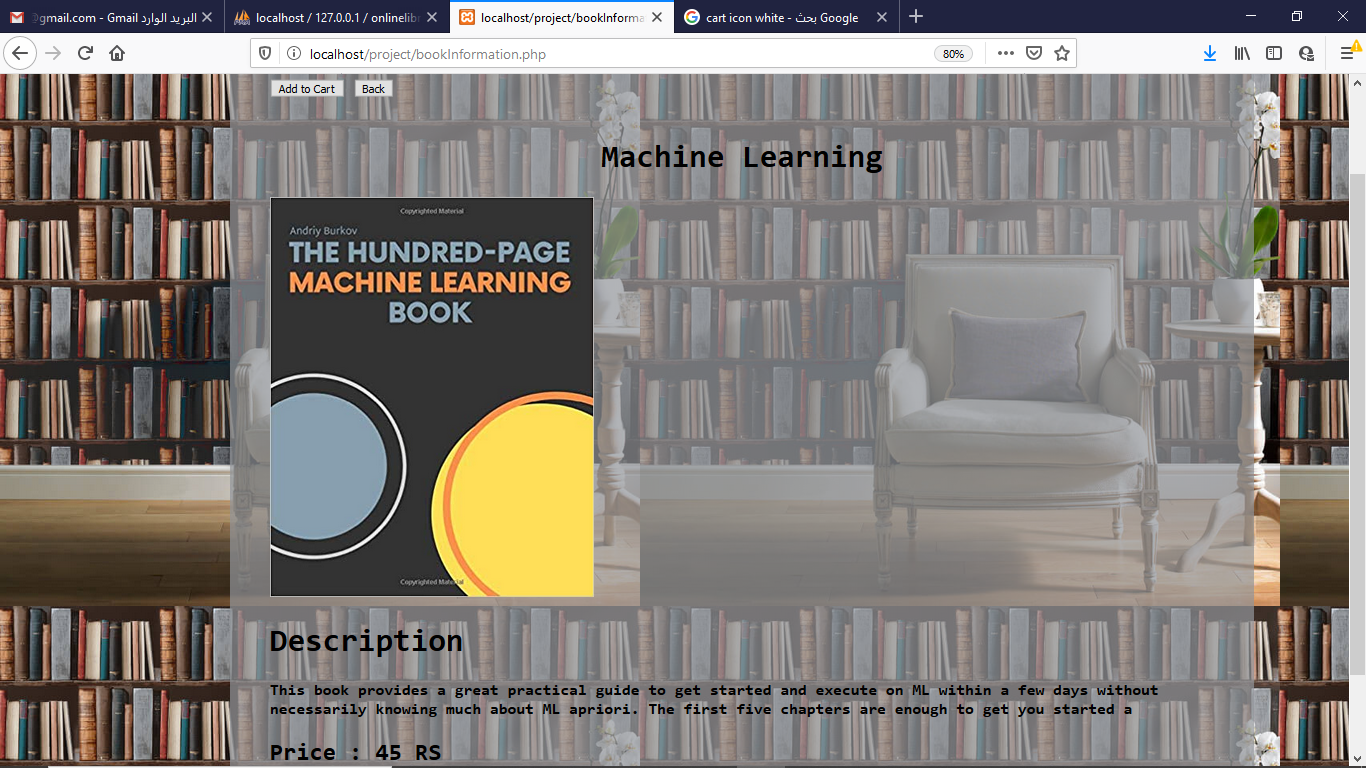 @gmail.com - Gmail البريد الوارد
localhost / 127.0.0.1 / onlinelibr
localhost/project/bookInforma
cart icon white - بحث Google
localhost/project/bookInformation.php
80%
Add to Cart
Back
Machine Learning
Copyrighted Material
Andriy Burkov
THE HUNDRED-PAGE
MACHINE LEARNING
BOOK
Copyrighted Material
Description
This book provides a great practical guide to get started and execute on ML within a few days without
necessarily knowing much about ML apriori. The first five chapters are enough to get you started a
Price : 45 RS